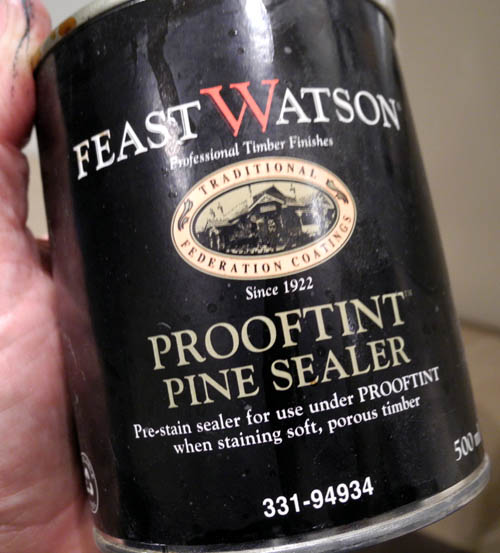 FEAST WATSON®
Professional Timber Finishes
TRADITIONAL
FEDERATION COATINGS
Since 1922
PROOFTINT™
PINE SEALER
Pre-stain sealer for use under PROOFTINT
when staining soft, porous timber
500 m
331-94934